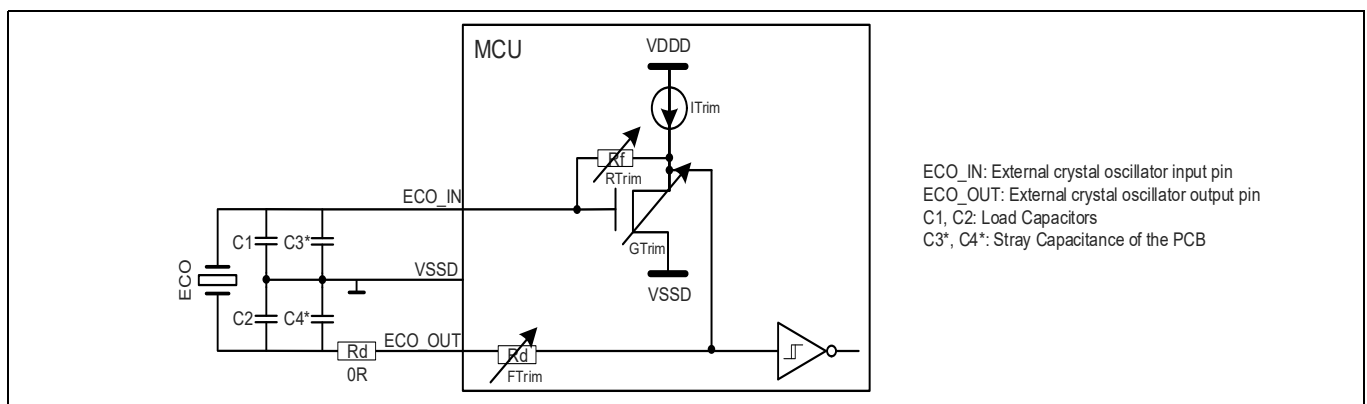 MCU
VDDD
ITrim
Rf
RTrim
ECO_IN
GTrim
C1
C3*
VSSD
VSSD
ECO
C2
C4*
ECO_OUT
Rd
0R
Rd
FTrim
ECO_IN: External crystal oscillator input pin
ECO_OUT: External crystal oscillator output pin
C1, C2: Load Capacitors
C3*, C4*: Stray Capacitance of the PCB